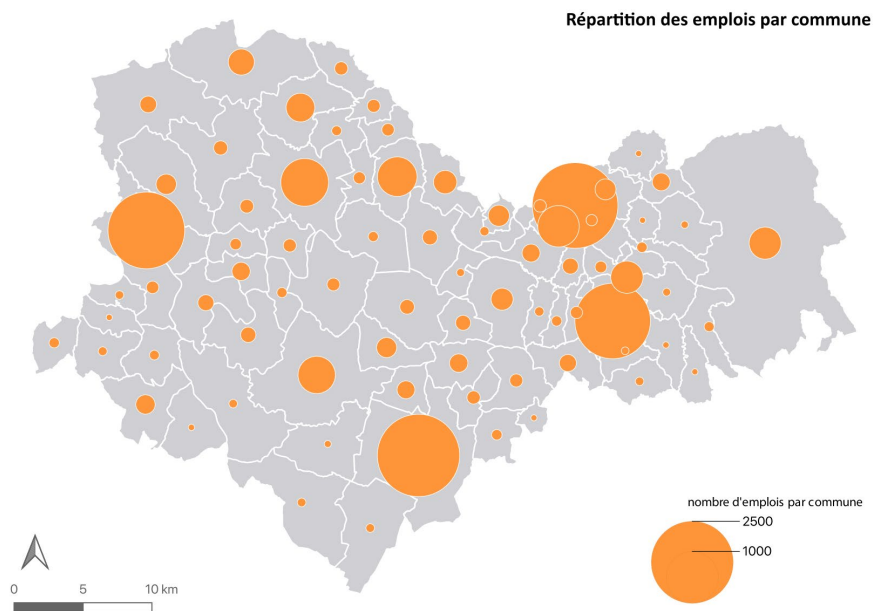 Répartition des emplois par commune
nombre d'emplois par commune
2500
1000
0 5 10 km